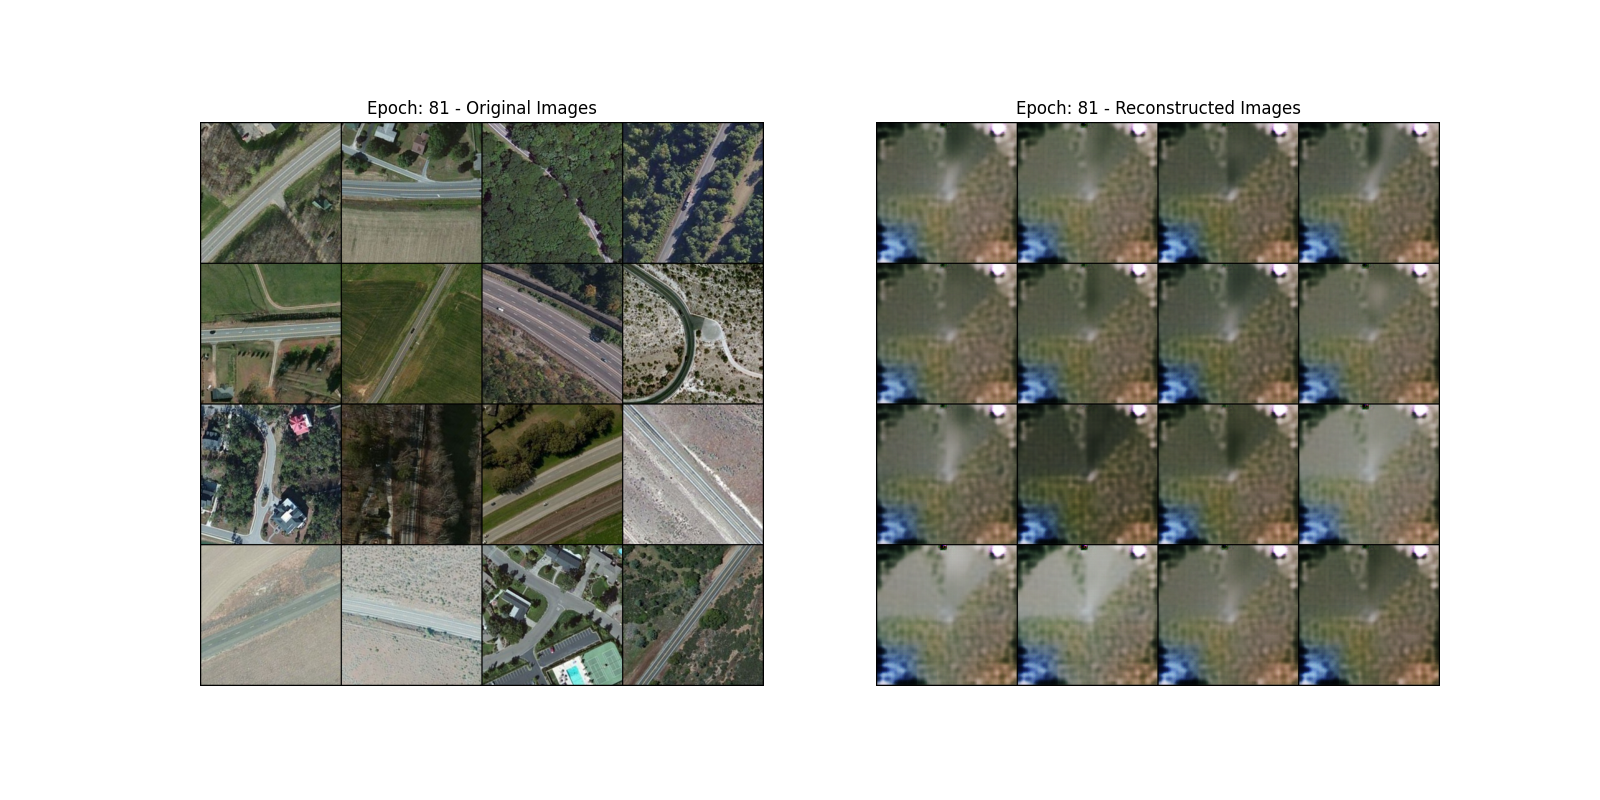 Epoch: 81 - Original Images
Epoch: 81 - Reconstructed Images